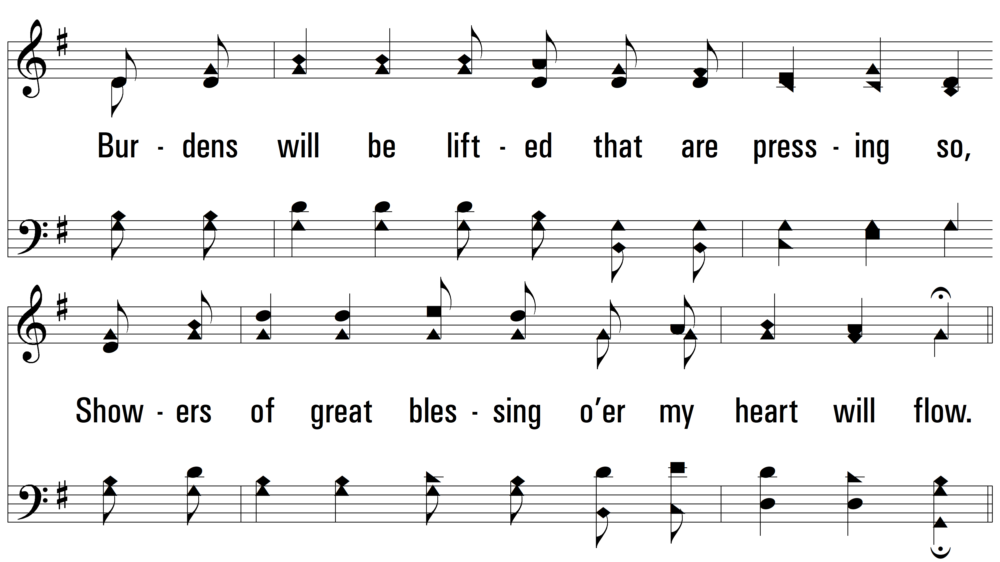 Bur - dens will be lift - ed that are press - ing so,
Show - ers of great bles - sing o’er my heart will flow.